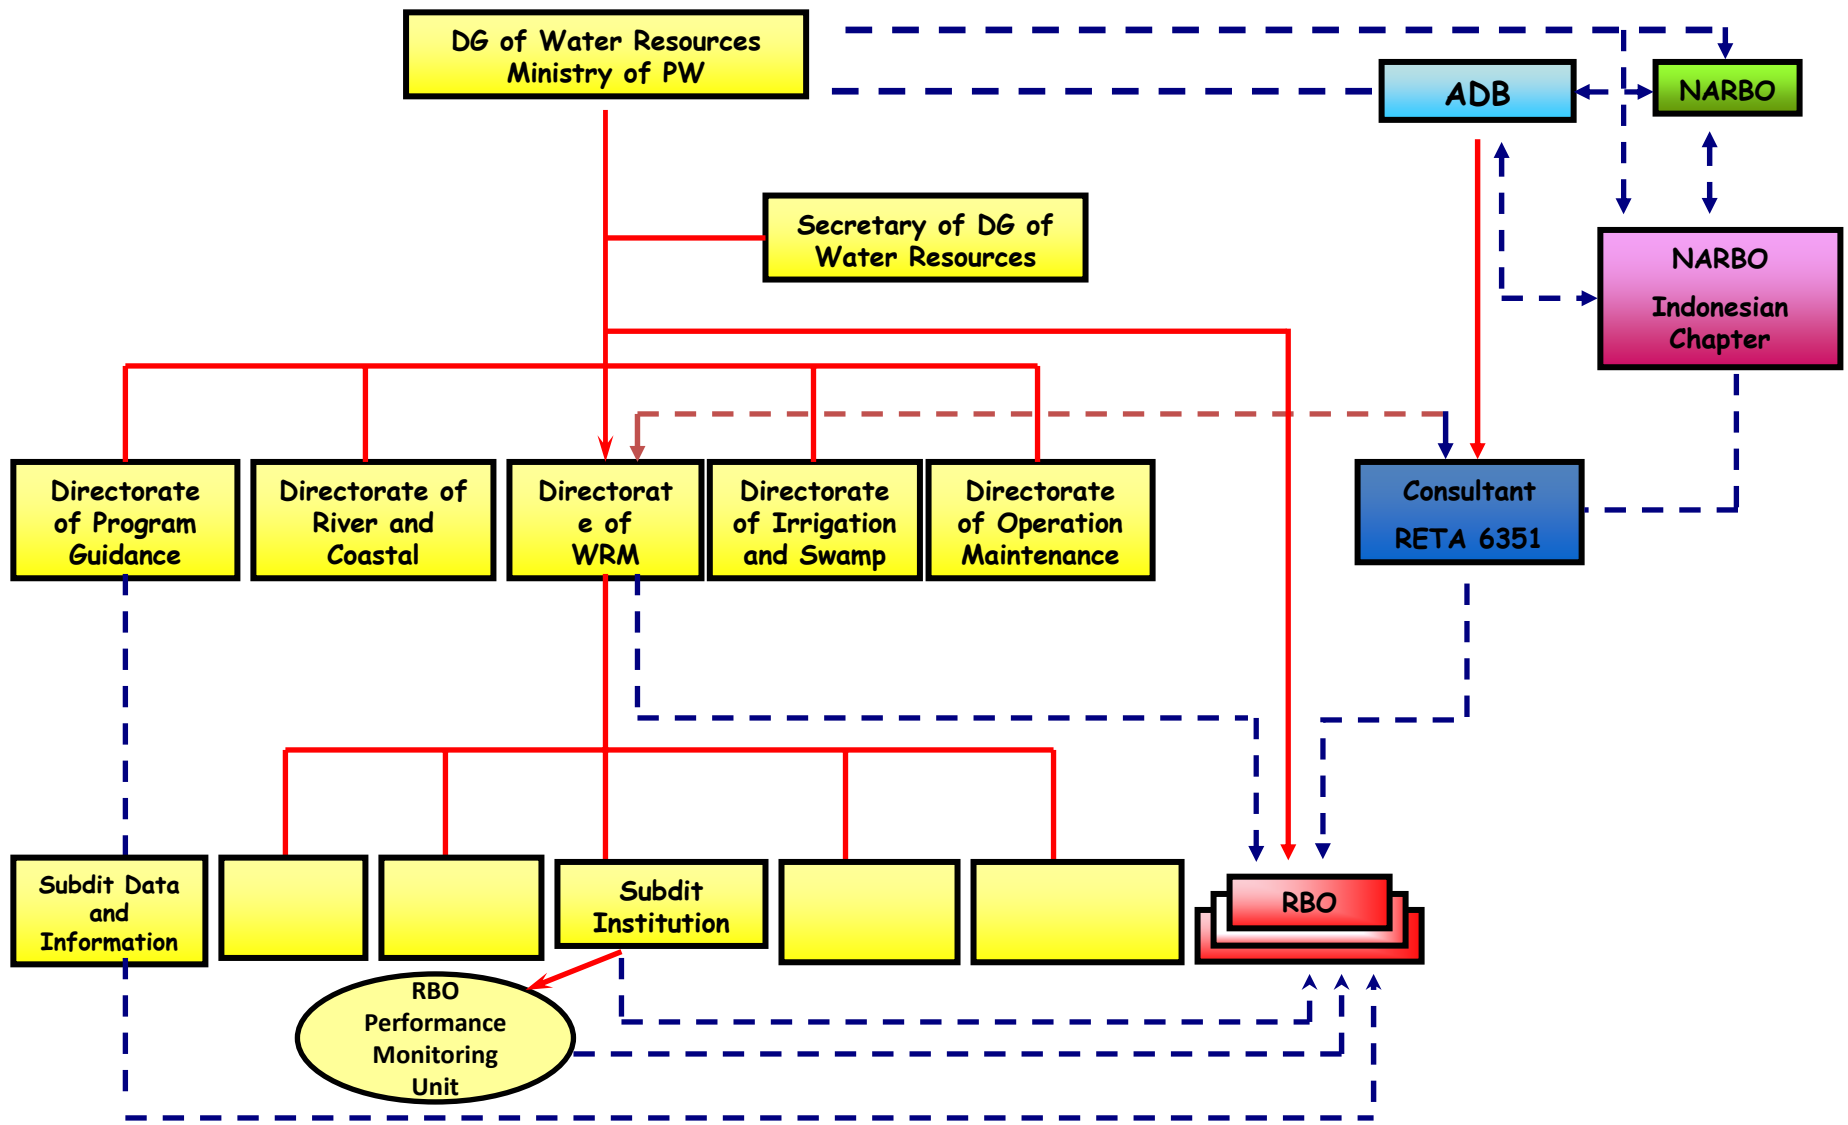 DG of Water Resources
Ministry of PW
ADB
NARBO
Secretary of DG of
Water Resources
NARBO
Indonesian
Chapter
Directorate
of Program
Guidance
Directorate of
River and
Coastal
Directorat
e of
WRM
Directorate
of Irrigation
and Swamp
Directorate
of Operation
Maintenance
Consultant
RETA 6351
Subdit Data
and
Information
Subdit
Institution
RBO
RBO
Performance
Monitoring
Unit